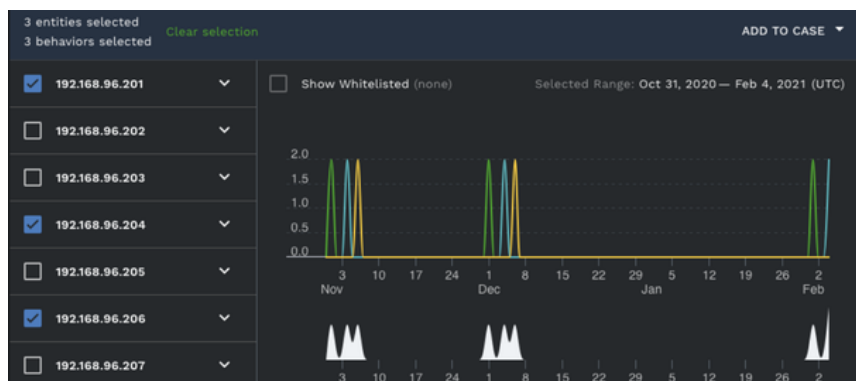 3 entities selected
3 behaviors selected
Clear selection
ADD TO CASE
192.168.96.201
192.168.96.202
192.168.96.203
192.168.96.204
192.168.96.205
192.168.96.206
192.168.96.207
Show Whitelisted (none)
Selected Range: Oct 31, 2020 — Feb 4, 2021 (UTC)
2.0
1.5
1.0
0.5
0.0
3 10 17 24 1 8 15 22 29 5 12 19 26 2
Nov Dec Jan Feb
3 10 17 24 1 8 15 22 29 5 12 19 26 2